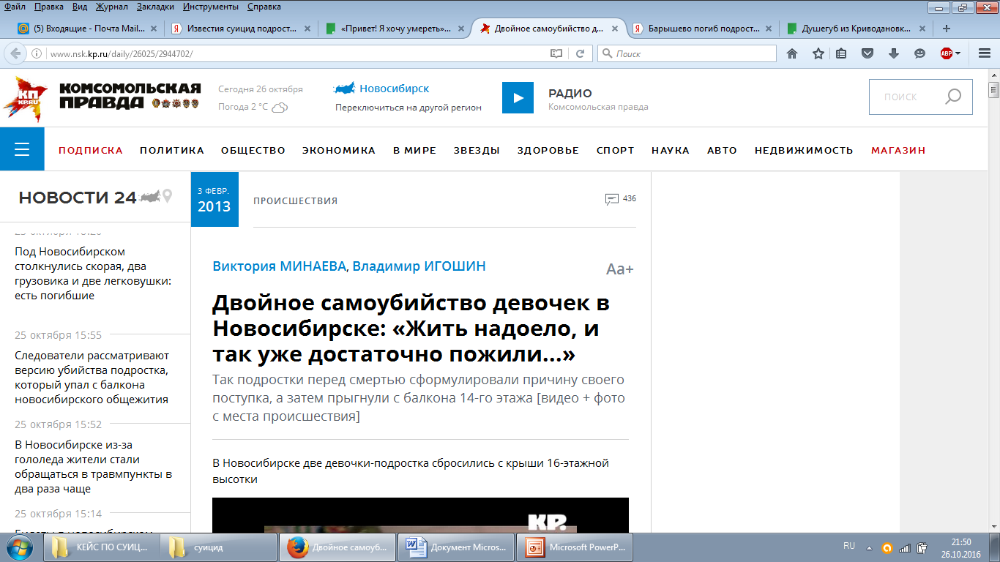 Файл Правка Вид Журнал Закладки Инструменты Справка
(5) Входящие - Почта Mail...
Известия суицид подрост...
«Привет! Я хочу умереть»...
Двойное самоубийство д...
Барышево погиб подрост...
Душегуб из Криводановк...
www.nsk.kp.ru/daily/26025/2944702/
Поиск
ABP
КП
KP.RU
КОМСОМОЛЬСКАЯ
ПРАВДА
Сегодня 26 октября
Погода 2 °C
Новосибирск
Переключиться на другой регион
РАДИО
Комсомольская правда
ПОИСК
ПОДПИСКА ПОЛИТИКА ОБЩЕСТВО ЭКОНОМИКА В МИРЕ ЗВЕЗДЫ ЗДОРОВЬЕ СПОРТ НАУКА АВТО НЕДВИЖИМОСТЬ МАГАЗИН
НОВОСТИ 24
Под Новосибирском
столкнулись скорая, два
грузовика и две легковушки:
есть погибшие
25 октября 15:55
Следователи рассматривают
версию убийства подростка,
который упал с балкона
новосибирского общежития
25 октября 15:52
В Новосибирске из-за
гололеда жители стали
обращаться в травмпункты в
два раза чаще
25 октября 15:14
3 ФЕВР.
2013
ПРОИСШЕСТВИЯ
436
Виктория МИНАЕВА, Владимир ИГОШИН
Aa+
Двойное самоубийство девочек в
Новосибирске: «Жить надоело, и
так уже достаточно пожили...»
Так подростки перед смертью сформулировали причину своего
поступка, а затем прыгнули с балкона 14-го этажа [видео + фото
с места происшествия]
В Новосибирске две девочки-подростка сбросились с крыши 16-этажной
высотки
KP.
КЕЙС ПО СУИЦ...
суицид
Двойное самоуб...
Документ Micros...
Microsoft PowerP...
RU
21:50
26.10.2016